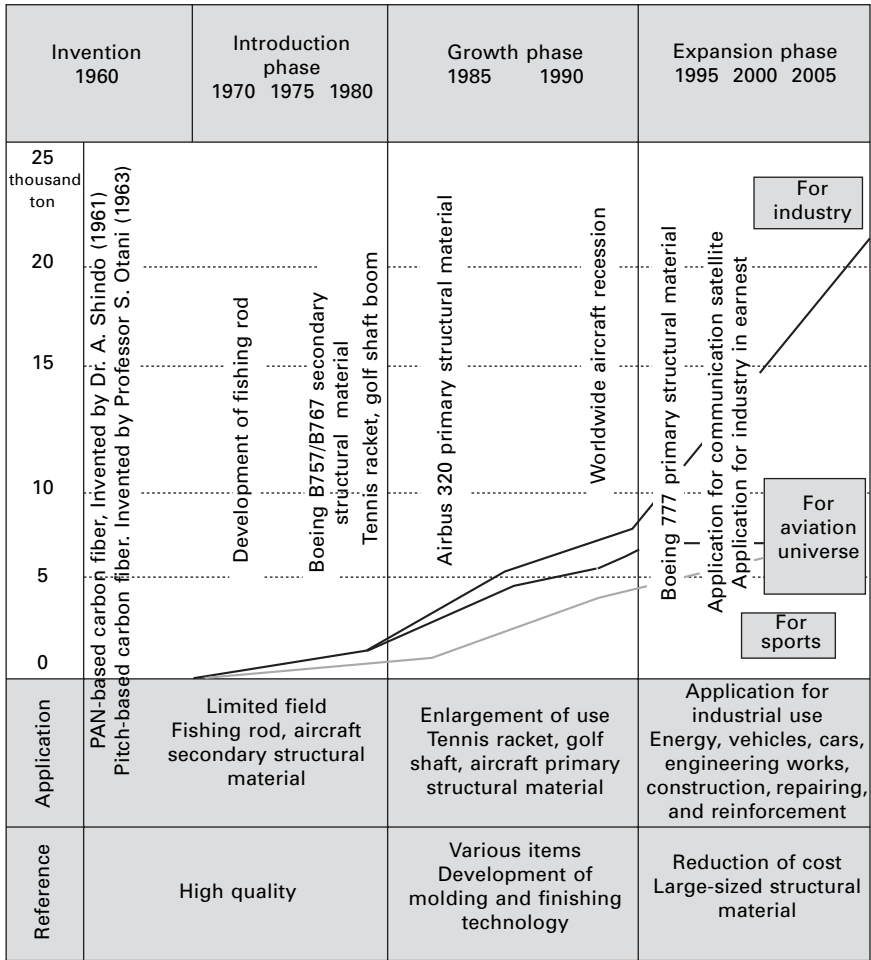 Invention
1960
Introduction
phase
1970 1975 1980
Growth phase
1985 1990
Expansion phase
1995 2000 2005
25
thousand
ton
20
15
10
5
0
PAN-based carbon fiber, Invented by Dr. A. Shindo (1961)
Pitch-based carbon fiber. Invented by Professor S. Otani (1963)
Development of fishing rod
Boeing B757/B767 secondary
structural material
Tennis racket, golf shaft boom
Airbus 320 primary structural material
Worldwide aircraft recession
Boeing 777 primary structural material
Application for communication satellite
Application for industry in earnest
For
industry
For
aviation
universe
For
sports
Application
Limited field
Fishing rod, aircraft
secondary structural
material
Enlargement of use
Tennis racket, golf
shaft, aircraft primary
structural material
Application for
industrial use
Energy, vehicles, cars,
engineering works,
construction, repairing,
and reinforcement
Reference
High quality
Various items
Development of
molding and finishing
technology
Reduction of cost
Large-sized structural
material